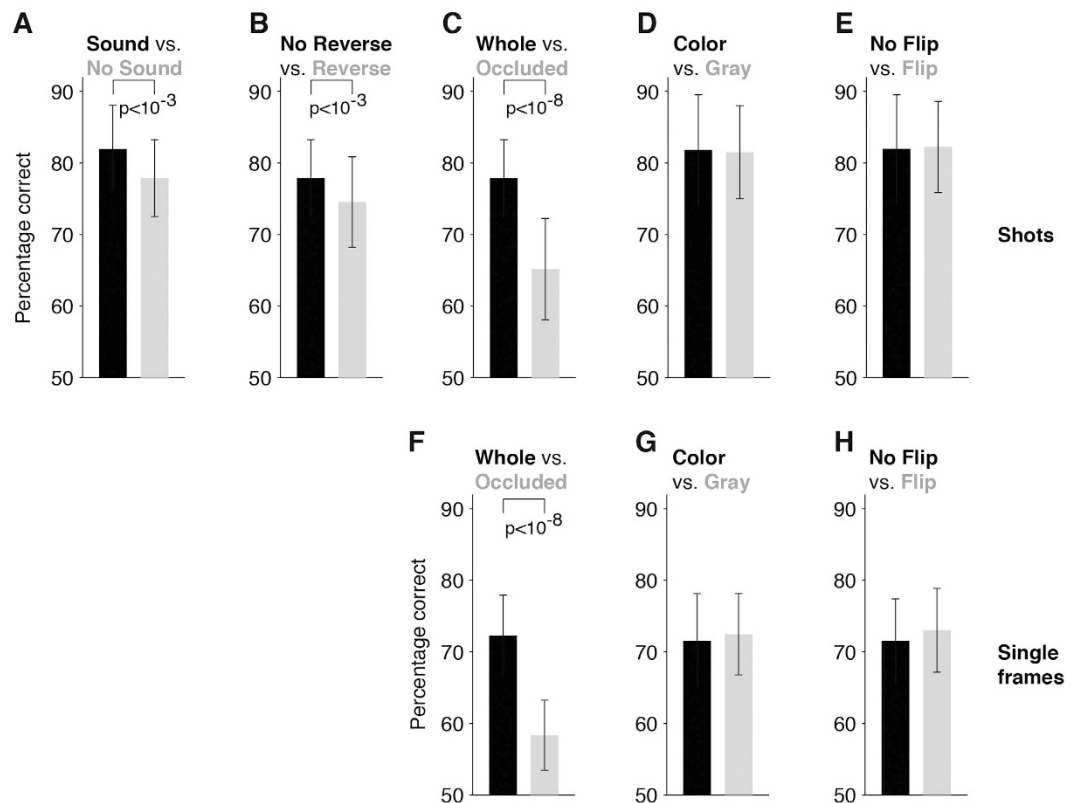 A
Sound vs.
No Sound
90
80
70
60
50
p<10-3
Percentage correct
B
No Reverse
vs. Reverse
90
80
70
60
50
p<10-3
C
Whole vs.
Occluded
90
80
70
60
50
p<10-8
D
Color
vs. Gray
90
80
70
60
50
E
No Flip
vs. Flip
90
80
70
60
50
Shots
F
Whole vs.
Occluded
90
80
70
60
50
p<10-8
Percentage correct
G
Color
vs. Gray
90
80
70
60
50
H
No Flip
vs. Flip
90
80
70
60
50
Single
frames